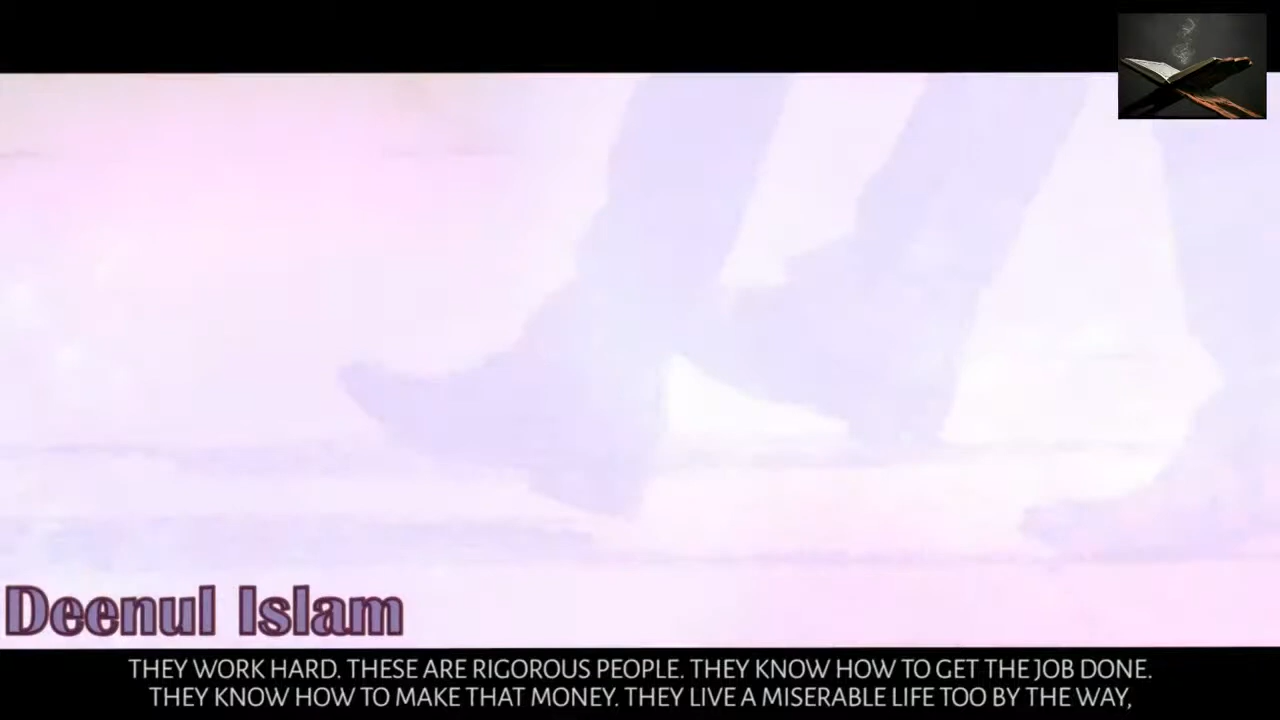 Deenul Islam
THEY WORK HARD. THESE ARE RIGOROUS PEOPLE. THEY KNOW HOW TO GET THE JOB DONE.
THEY KNOW HOW TO MAKE THAT MONEY. THEY LIVE A MISERABLE LIFE TOO BY THE WAY,